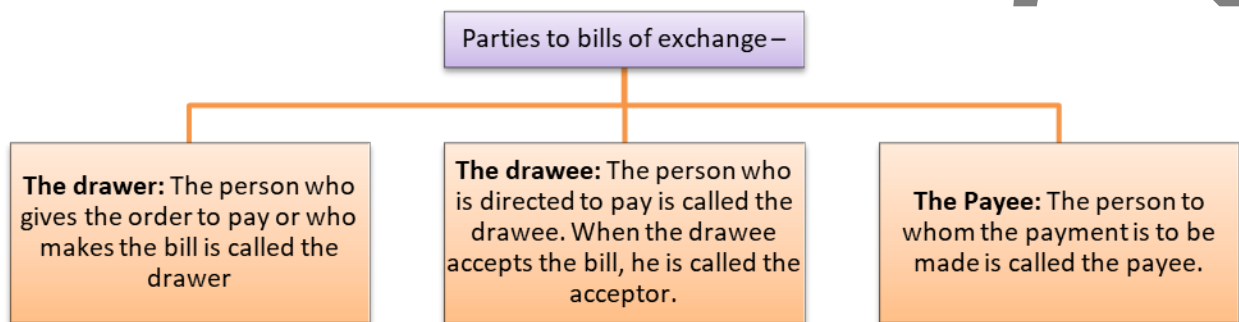 Parties to bills of exchange –
The drawer: The person who
gives the order to pay or who
makes the bill is called the
drawer
The drawee: The person who
is directed to pay is called the
drawee. When the drawee
accepts the bill, he is called the
acceptor.
The Payee: The person to
whom the payment is to be
made is called the payee.